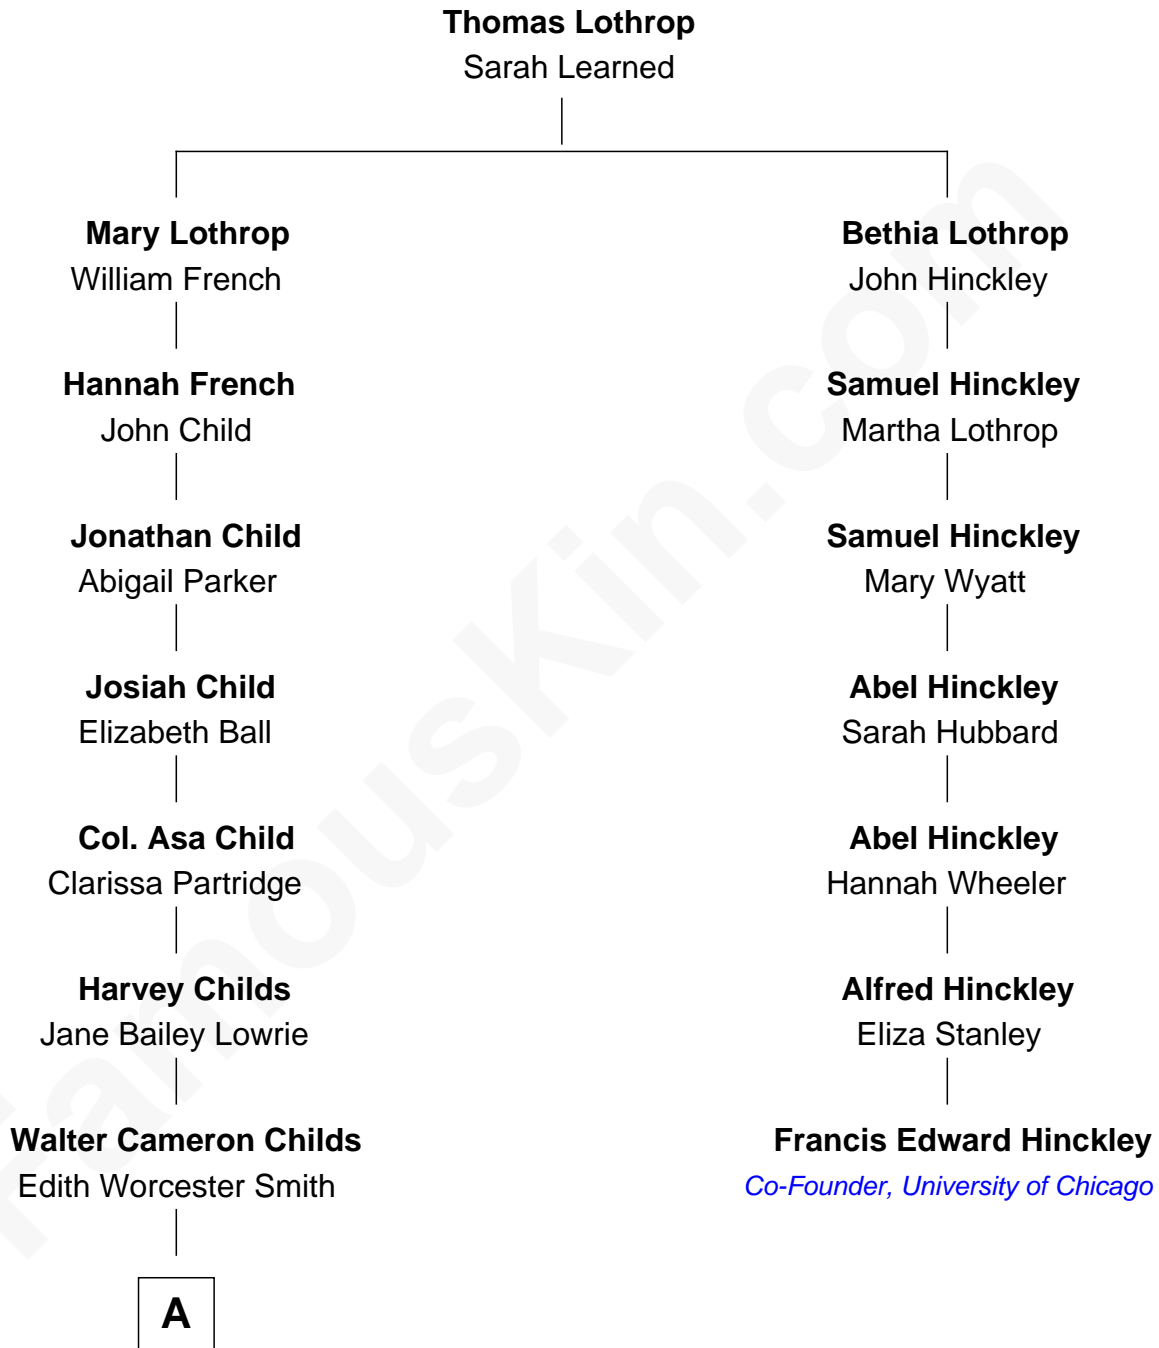 Thomas Lothrop
Sarah Learned
Mary Lothrop
William French
Hannah French
John Child
Jonathan Child
Abigail Parker
Josiah Child
Elizabeth Ball
Col. Asa Child
Clarissa Partridge
Harvey Childs
Jane Bailey Lowrie
Walter Cameron Childs
Edith Worcester Smith
A
Bethia Lothrop
John Hinckley
Samuel Hinckley
Martha Lothrop
Samuel Hinckley
Mary Wyatt
Abel Hinckley
Sarah Hubbard
Abel Hinckley
Hannah Wheeler
Alfred Hinckley
Eliza Stanley
Francis Edward Hinckley
Co-Founder, University of Chicago
FamousKin.com